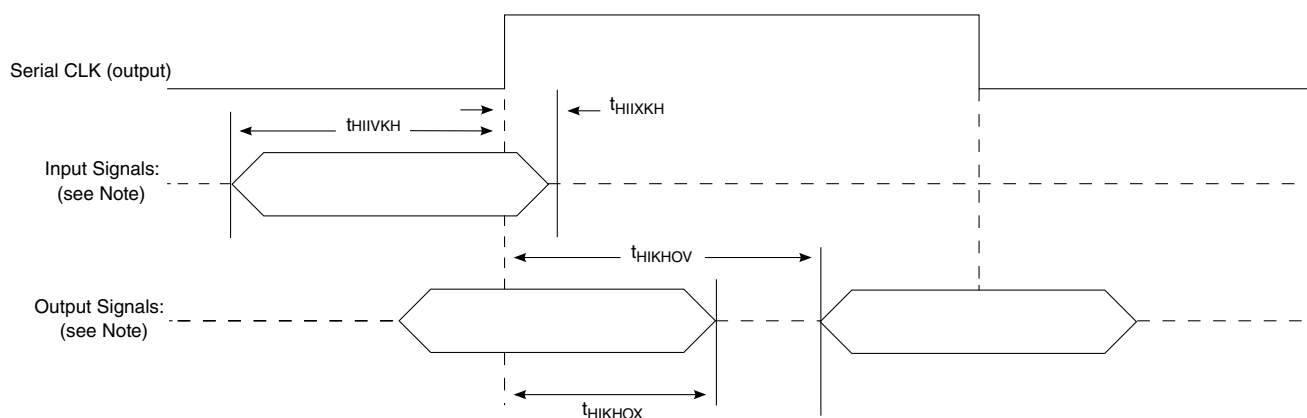 Serial CLK (output)
tHIIXKH
tHIIVKH
Input Signals:
(see Note)
tHIKHOV
Output Signals:
(see Note)
tHIKHOX